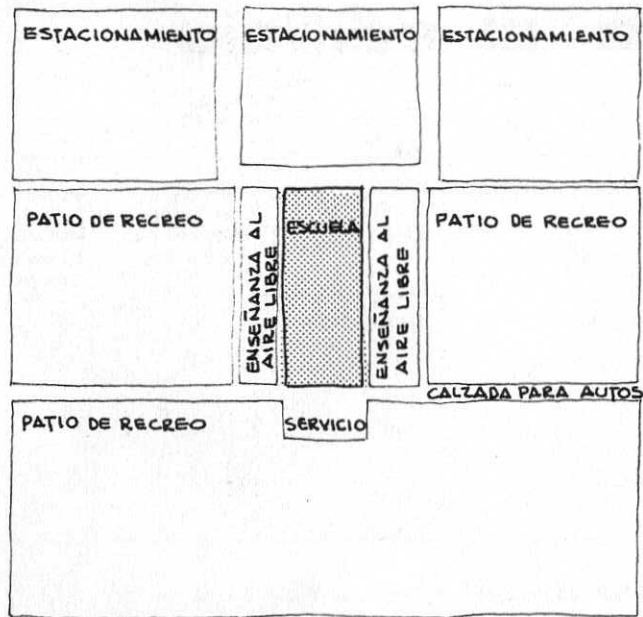 ESTACIONAMIENTO
ESTACIONAMIENTO
ESTACIONAMIENTO
PATIO DE RECREO
ENSEÑANZA AL
AIRE LIBRE
ESCUELA
ENSEÑANZA AL
AIRE LIBRE
PATIO DE RECREO
CALZADA PARA AUTOS
PATIO DE RECREO
SERVICIO